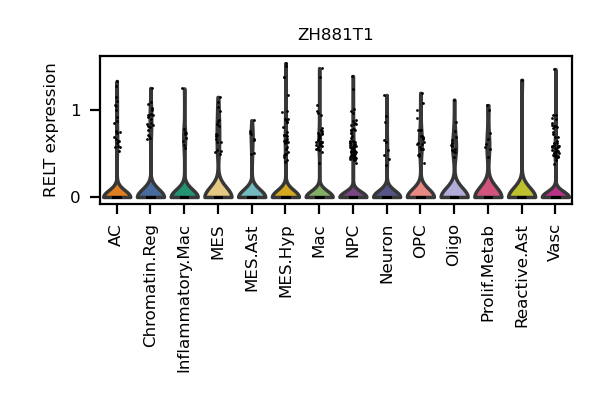 ZH881T1
RELT expression
1
0
AC
Chromatin.Reg
Inflammatory.Mac
MES
MES.Ast
MES.Hyp
Mac
NPC
Neuron
OPC
Oligo
Prolif.Metab
Reactive.Ast
Vasc